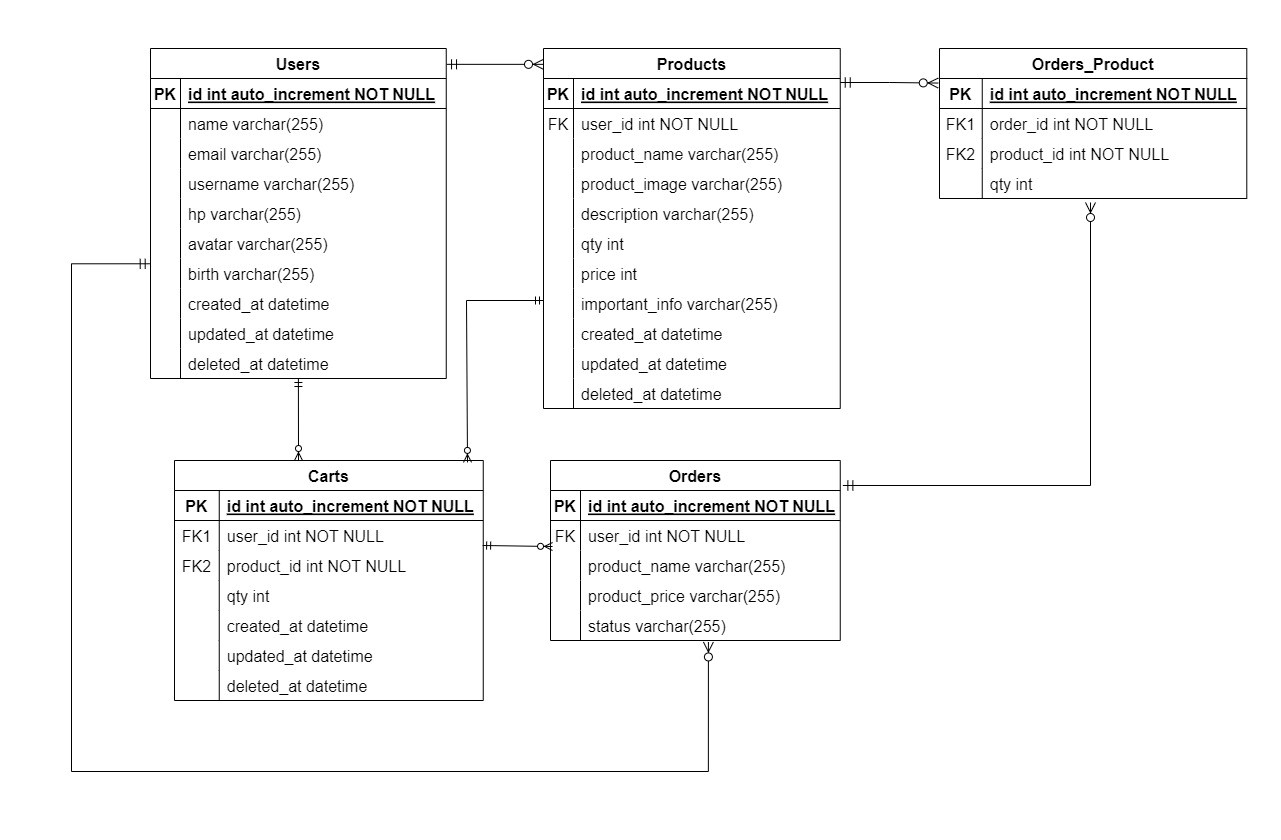 Users
PK id int auto_increment NOT NULL
name varchar(255)
email varchar(255)
username varchar(255)
hp varchar(255)
avatar varchar(255)
birth varchar(255)
created_at datetime
updated_at datetime
deleted_at datetime
Products
PK id int auto_increment NOT NULL
FK user_id int NOT NULL
product_name varchar(255)
product_image varchar(255)
description varchar(255)
qty int
price int
important_info varchar(255)
created_at datetime
updated_at datetime
deleted_at datetime
Orders_Product
PK id int auto_increment NOT NULL
FK1 order_id int NOT NULL
FK2 product_id int NOT NULL
qty int
Carts
PK id int auto_increment NOT NULL
FK1 user_id int NOT NULL
FK2 product_id int NOT NULL
qty int
created_at datetime
updated_at datetime
deleted_at datetime
Orders
PK id int auto_increment NOT NULL
FK user_id int NOT NULL
product_name varchar(255)
product_price varchar(255)
status varchar(255)